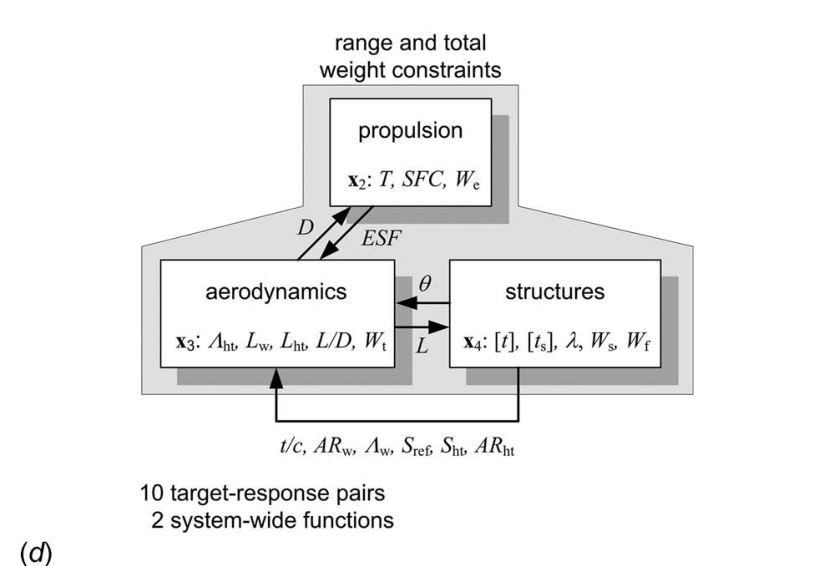 range and total
weight constraints
propulsion
x₂: T, SFC, Wₑ
D
ESF
aerodynamics
x₃: Λht, Lw, Lht, L/D, Wt
θ
L
structures
x₄: [t], [ts], λ, Ws, Wf
t/c, ARw, Λw, Sref, Sht, ARht
10 target-response pairs
2 system-wide functions
(d)